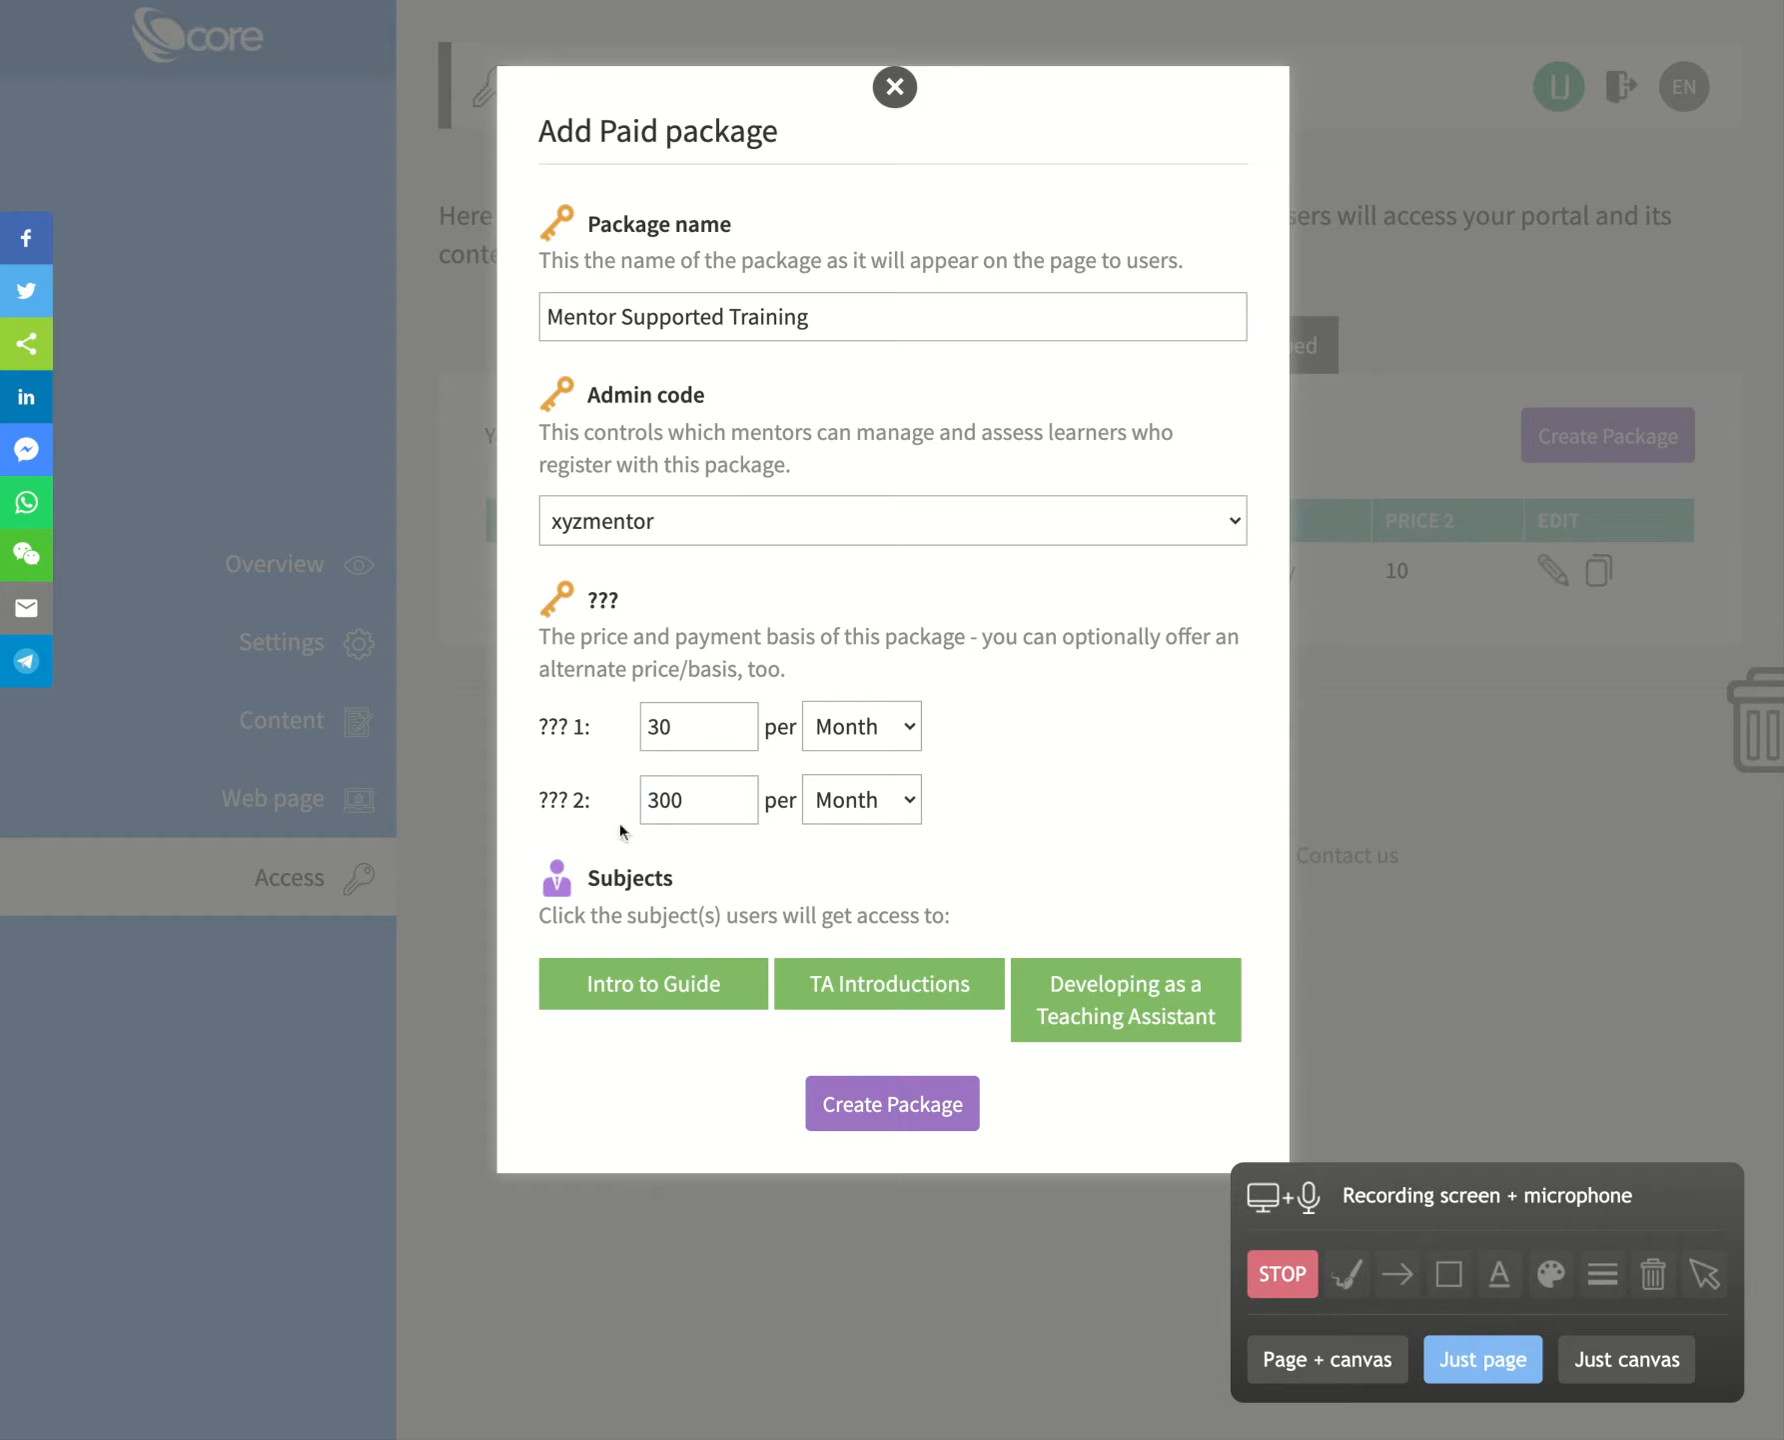 core
EN
Here
sers will access your portal and its
conte
Add Paid package
Package name
This the name of the package as it will appear on the page to users.
Mentor Supported Training
Admin code
This controls which mentors can manage and assess learners who
register with this package.
xyzmentor
Create Package
PRICE 2
EDIT
10
???
The price and payment basis of this package - you can optionally offer an
alternate price/basis, too.
??? 1:
30
per
Month
??? 2:
300
per
Month
Subjects
Click the subject(s) users will get access to:
Intro to Guide
TA Introductions
Developing as a
Teaching Assistant
Create Package
in
Overview
Settings
Content
Web page
Access
Contact us
Recording screen + microphone
STOP
A
Page + canvas
Just page
Just canvas